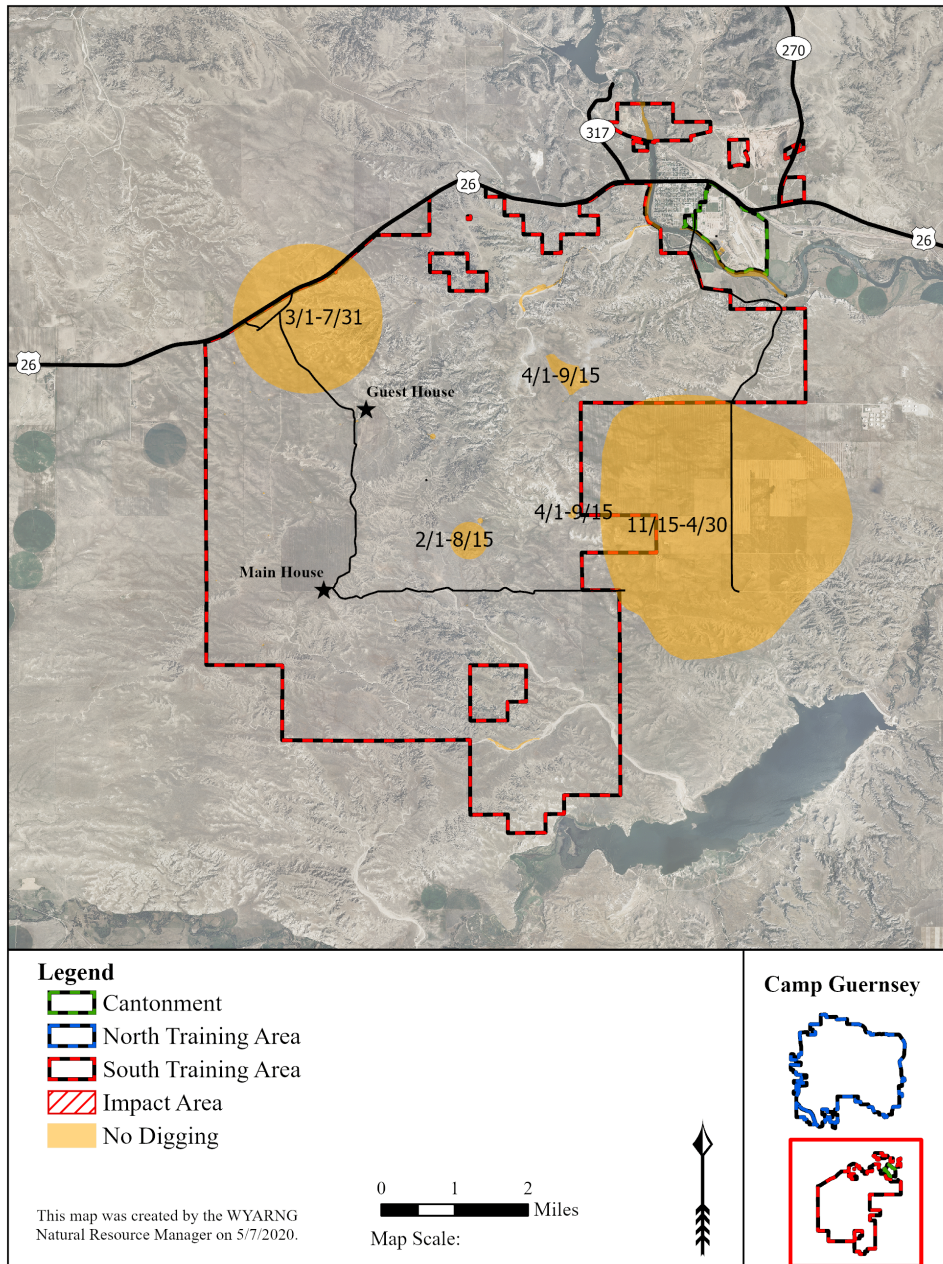 270
317
26
26
3/1-7/31
26
4/1-9/15
Guest House
4/1-9/15
11/15-4/30
2/1-8/15
Main House
Legend
Cantonment
North Training Area
South Training Area
Impact Area
No Digging
This map was created by the WYARNG
Natural Resource Manager on 5/7/2020.
0 1 2
Miles
Map Scale:
Camp Guernsey